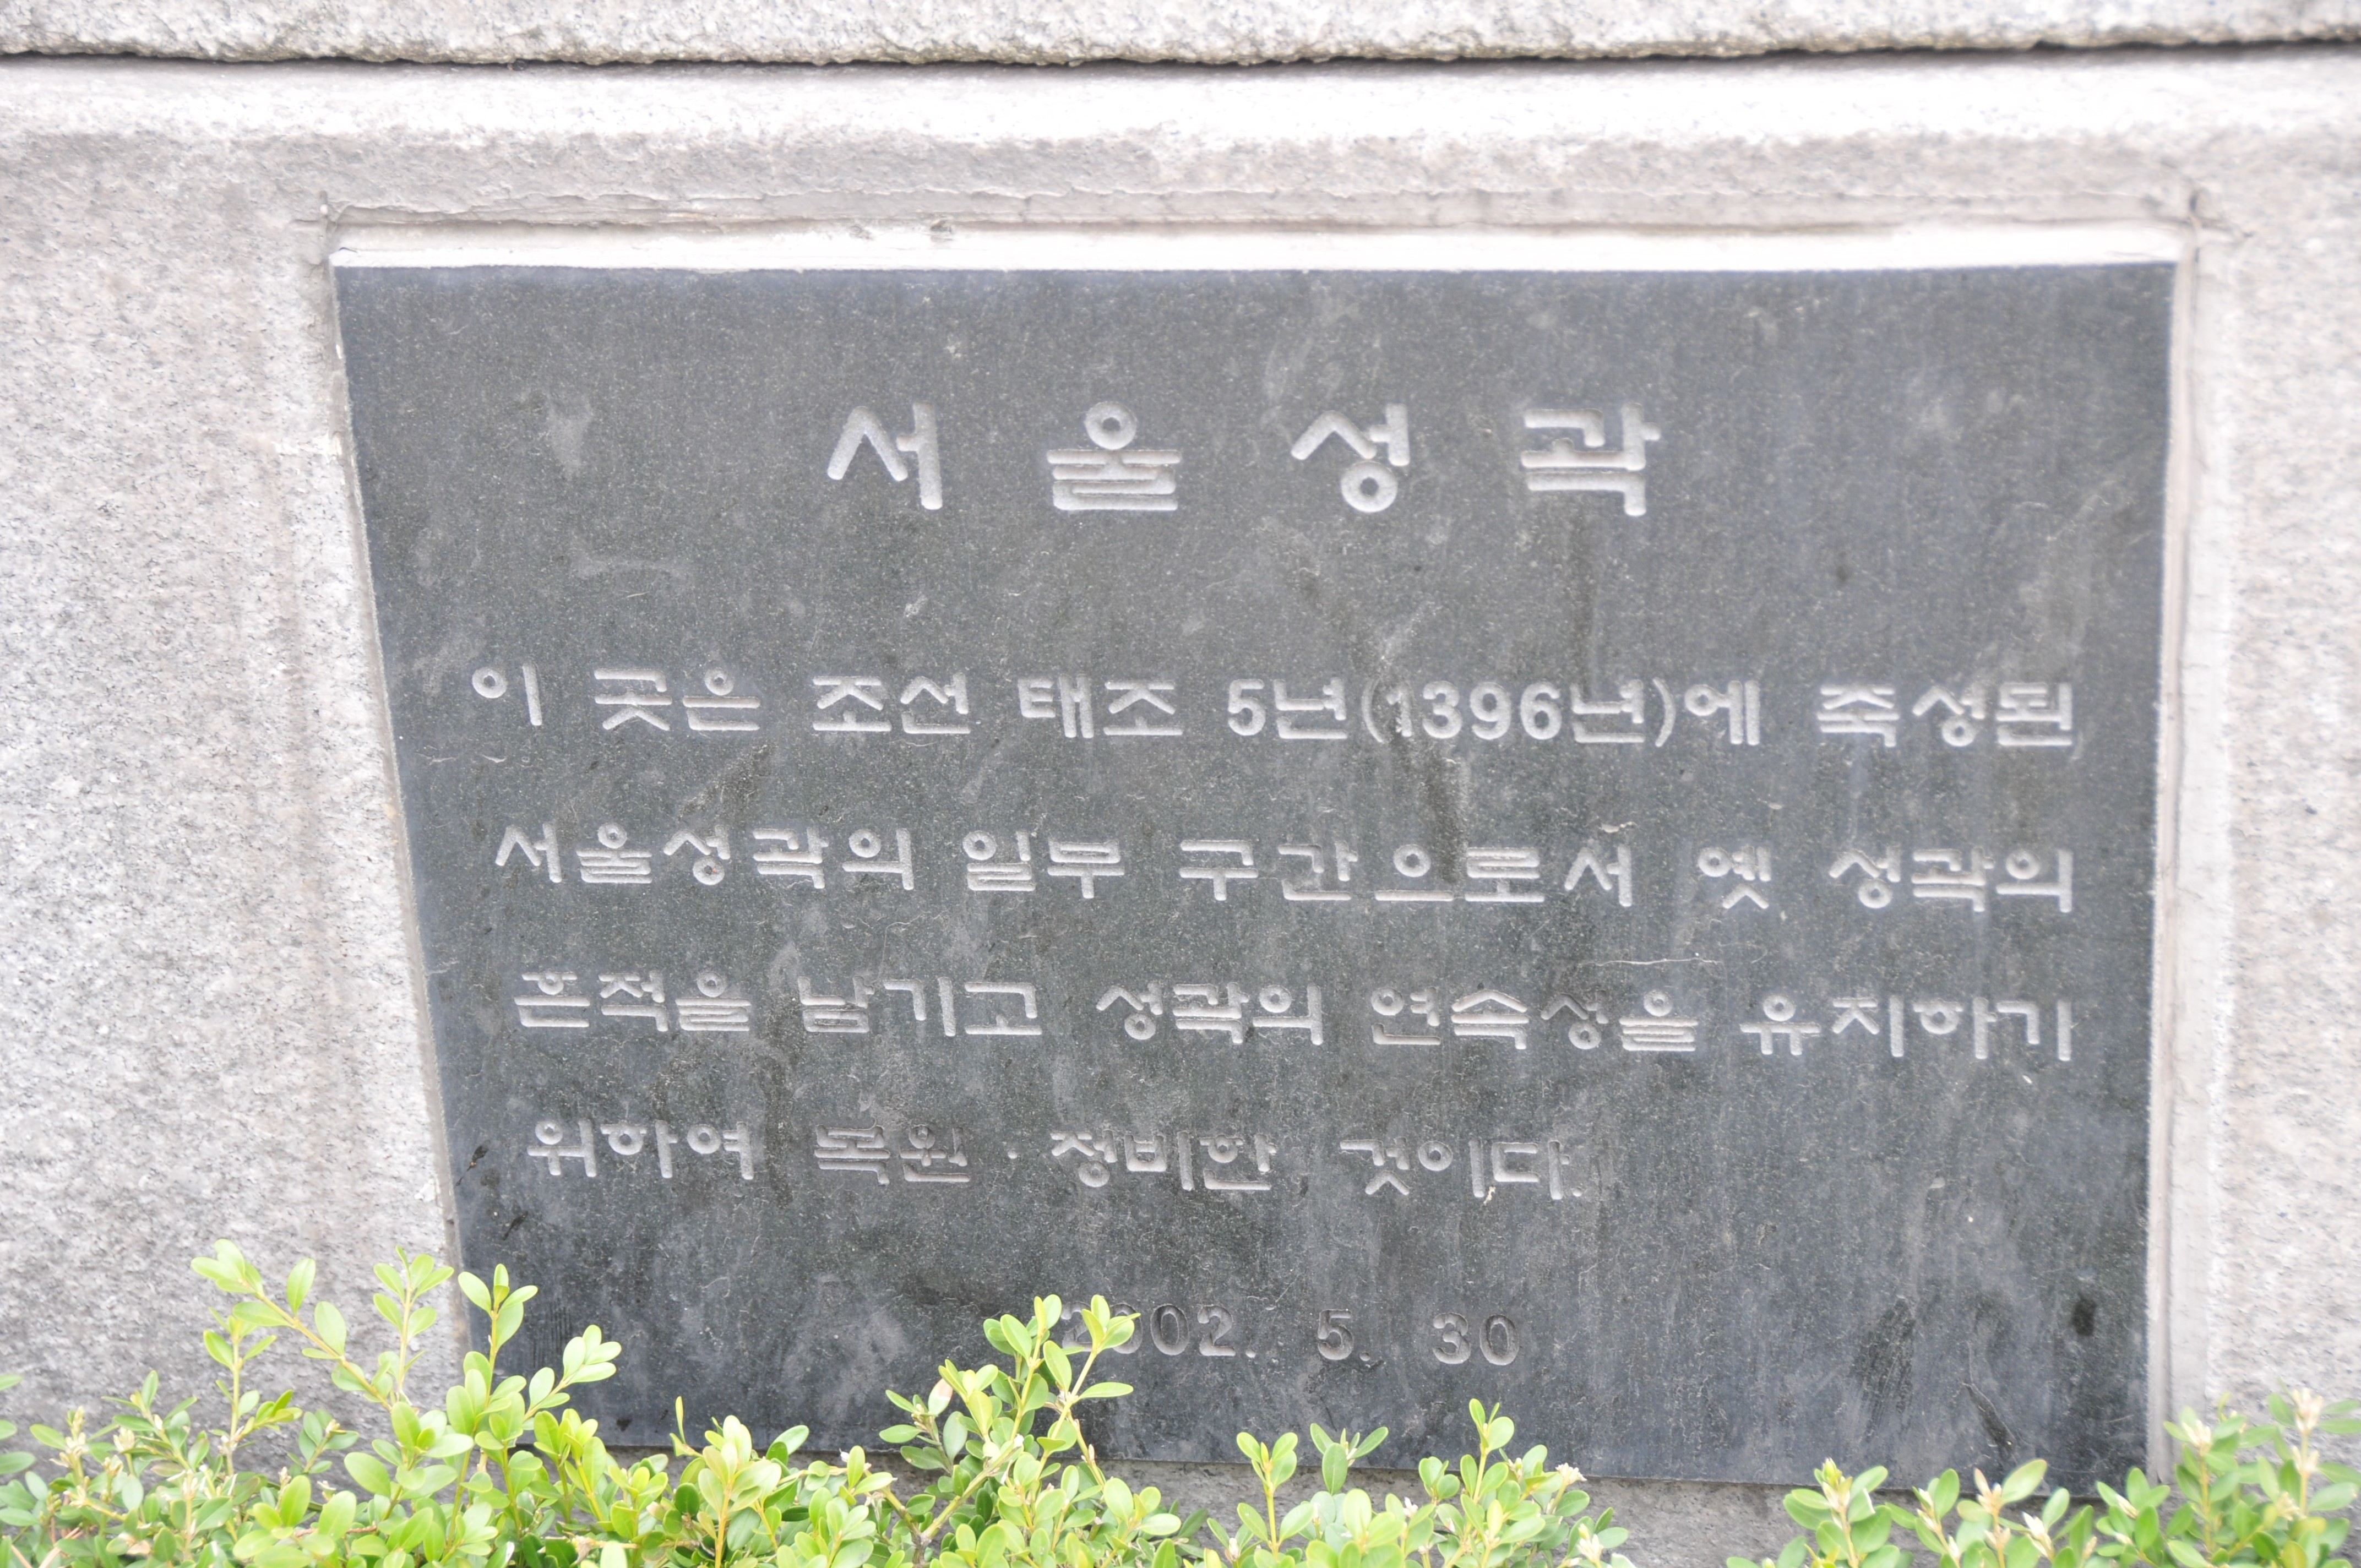 서울성곽
이 곳은 조선 태조 5년(1396년)에 축성된
서울성곽의 일부 구간으로서 옛 성곽의
흔적을 남기고 성곽의 연속성을 유지하기
위하여 복원·정비한 것이다.
2002. 5. 30